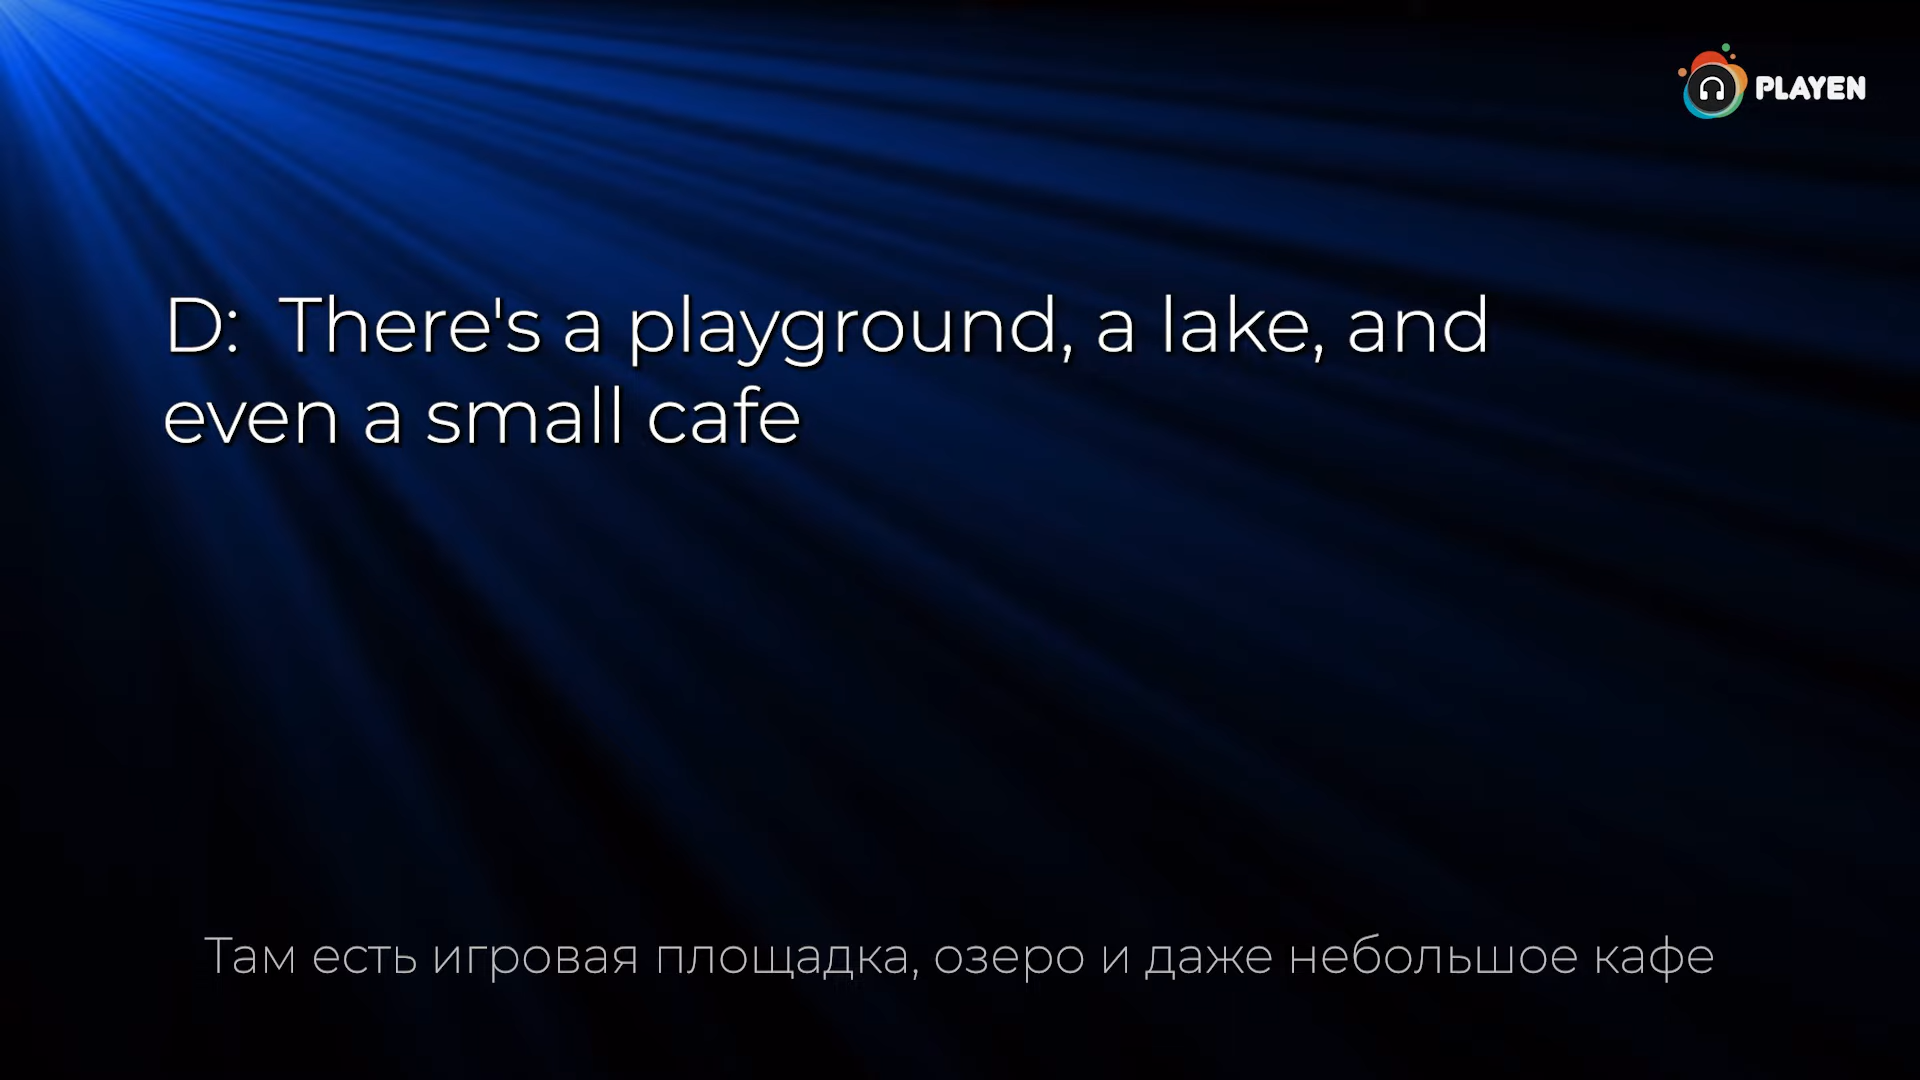 PLAYEN
D: There's a playground, a lake, and
even a small cafe
Там есть игровая площадка, озеро и даже небольшое кафе